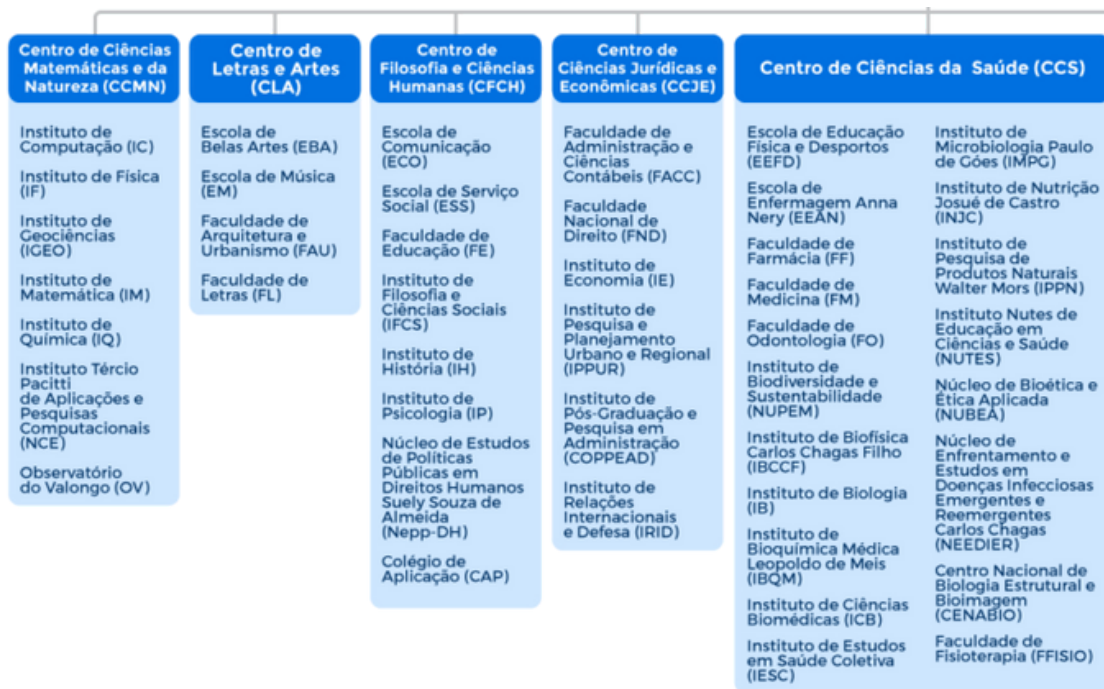 Centro de Ciências
Matemáticas e da
Natureza (CCMN)
Instituto de
Computação (IC)
Instituto de Física
(IF)
Instituto de
Geociências
(IGEO)
Instituto de
Matemática (IM)
Instituto de
Química (IQ)
Instituto Tércio
Pacitti
de Aplicações e
Pesquisas
Computacionais
(NCE)
Observatório
do Valongo (OV)
Centro de
Letras e Artes
(CLA)
Escola de
Belas Artes (EBA)
Escola de Música
(EM)
Faculdade de
Arquitetura e
Urbanismo (FAU)
Faculdade de
Letras (FL)
Centro de
Filosofia e Ciências
Humanas (CFCH)
Escola de
Comunicação
(ECO)
Escola de Serviço
Social (ESS)
Faculdade de
Educação (FE)
Instituto de
Filosofia e
Ciências Sociais
(IFCS)
Instituto de
História (IH)
Instituto de
Psicologia (IP)
Núcleo de Estudos
de Políticas
Públicas em
Direitos Humanos
Suely Souza de
Almeida
(Nepp-DH)
Colégio de
Aplicação (CAP)
Centro de
Ciências Jurídicas e
Econômicas (CCJE)
Faculdade de
Administração e
Ciências
Contábeis (FACC)
Faculdade
Nacional de
Direito (FND)
Instituto de
Economia (IE)
Instituto de
Pesquisa e
Planejamento
Urbano e Regional
(IPPUR)
Instituto de
Pós-Graduação e
Pesquisa em
Administração
(COPPEAD)
Instituto de
Relações
Internacionais
e Defesa (IRID)
Centro de Ciências da Saúde (CCS)
Escola de Educação
Física e Desportos
(EEFD)
Escola de
Enfermagem Anna
Nery (EEAN)
Faculdade de
Farmácia (FF)
Faculdade de
Medicina (FM)
Faculdade de
Odontologia (FO)
Instituto de
Biodiversidade e
Sustentabilidade
(NUPEM)
Instituto de Biofísica
Carlos Chagas Filho
(IBCCF)
Instituto de Biologia
(IB)
Instituto de
Bioquímica Médica
Leopoldo de Meis
(IBQM)
Instituto de Ciências
Biomédicas (ICB)
Instituto de Estudos
em Saúde Coletiva
(IESC)
Instituto de
Microbiologia Paulo
de Góes (IMPG)
Instituto de Nutrição
Josué de Castro
(INJC)
Instituto de
Pesquisa de
Produtos Naturais
Walter Mors (IPPN)
Instituto Nutes de
Educação em
Ciências e Saúde
(NUTES)
Núcleo de Bioética e
Ética Aplicada
(NUBEA)
Núcleo de
Enfrentamento e
Estudos em
Doenças Infecciosas
Emergentes e
Reemergentes
Carlos Chagas
(NEEDIER)
Centro Nacional de
Biologia Estrutural e
Bioimagem
(CENABIO)
Faculdade de
Fisioterapia (FFISIO)